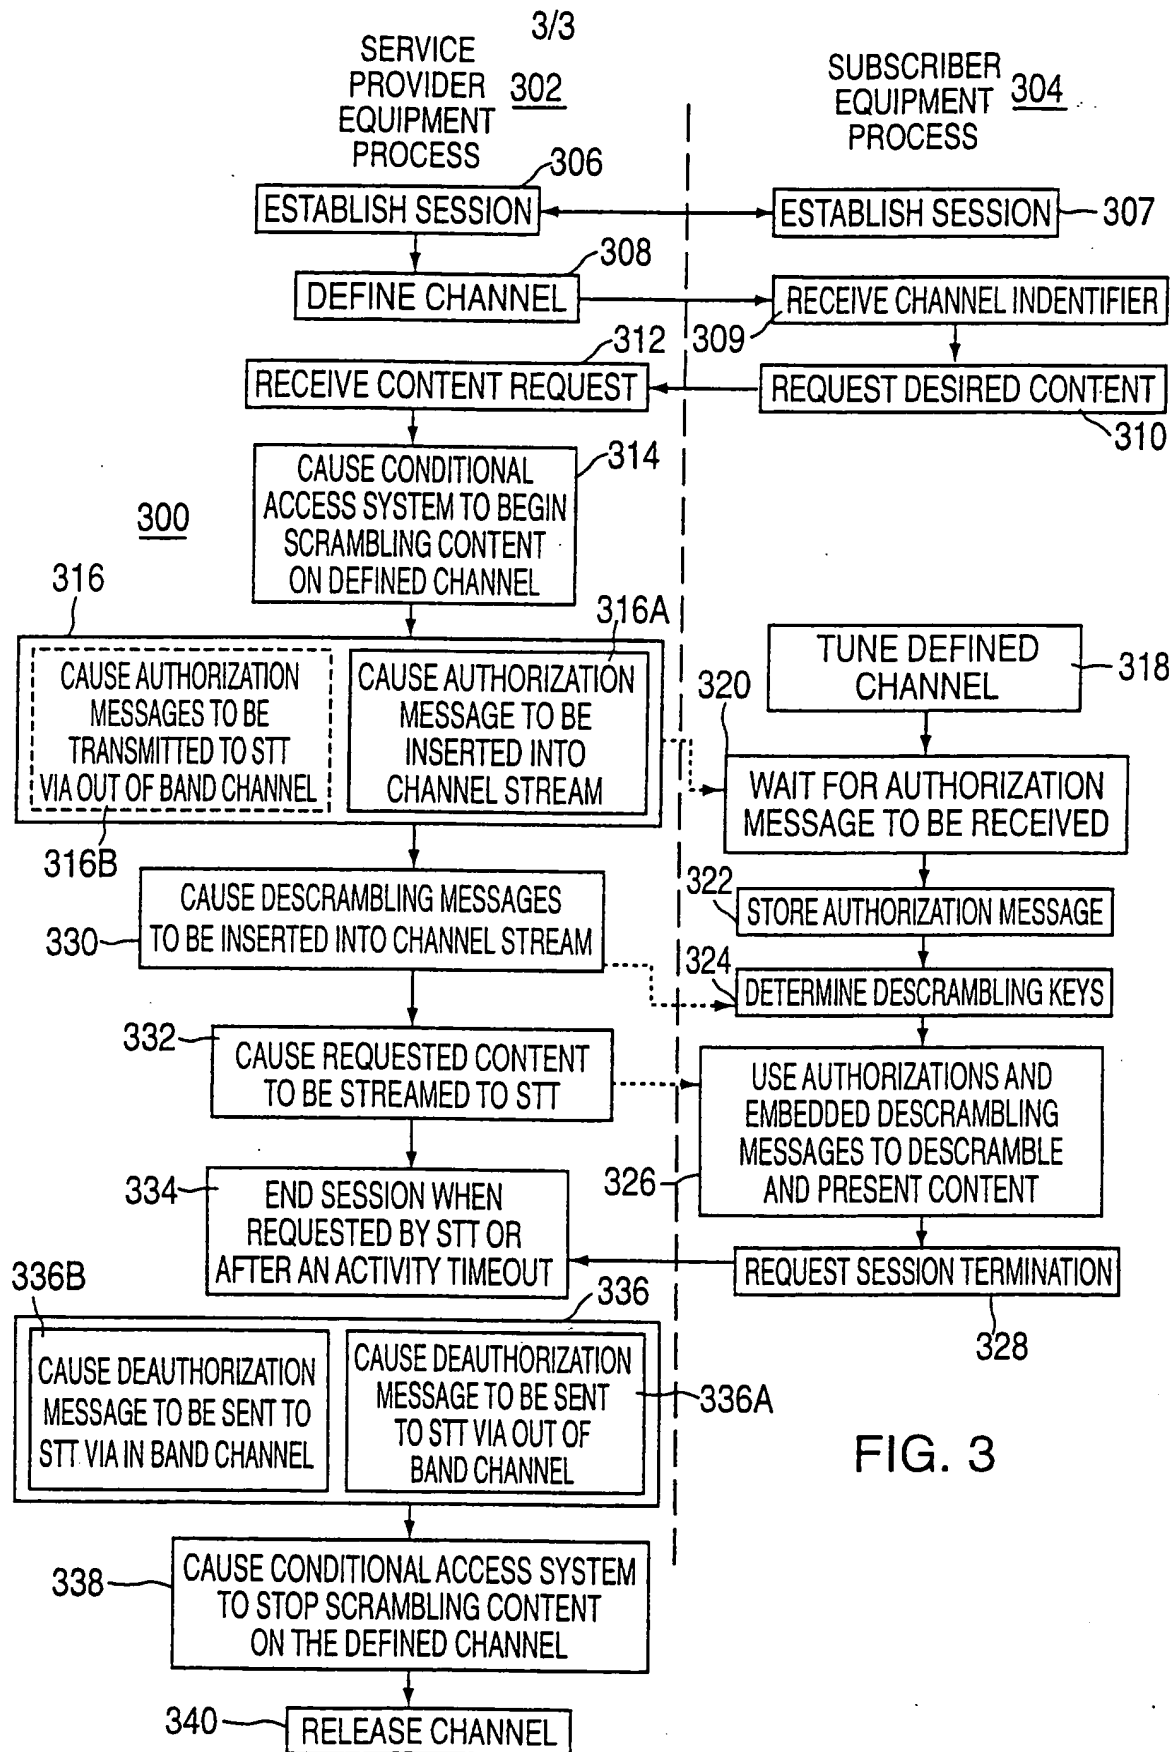 3/3
SERVICE
PROVIDER 302
EQUIPMENT
PROCESS
SUBSCRIBER
EQUIPMENT 304
PROCESS
306
ESTABLISH SESSION
ESTABLISH SESSION
307
308
DEFINE CHANNEL
RECEIVE CHANNEL INDENTIFIER
309
312
RECEIVE CONTENT REQUEST
REQUEST DESIRED CONTENT
310
314
CAUSE CONDITIONAL
ACCESS SYSTEM TO BEGIN
SCRAMBLING CONTENT
ON DEFINED CHANNEL
300
316
316A
CAUSE AUTHORIZATION
MESSAGES TO BE
TRANSMITTED TO STT
VIA OUT OF BAND CHANNEL
316B
CAUSE AUTHORIZATION
MESSAGE TO BE
INSERTED INTO
CHANNEL STREAM
TUNE DEFINED
CHANNEL
318
320
WAIT FOR AUTHORIZATION
MESSAGE TO BE RECEIVED
322
STORE AUTHORIZATION MESSAGE
324
DETERMINE DESCRAMBLING KEYS
CAUSE DESCRAMBLING MESSAGES
TO BE INSERTED INTO CHANNEL STREAM
330
332
CAUSE REQUESTED CONTENT
TO BE STREAMED TO STT
USE AUTHORIZATIONS AND
EMBEDDED DESCRAMBLING
MESSAGES TO DESCRAMBLE
AND PRESENT CONTENT
326
334
END SESSION WHEN
REQUESTED BY STT OR
AFTER AN ACTIVITY TIMEOUT
REQUEST SESSION TERMINATION
328
336B
336
CAUSE DEAUTHORIZATION
MESSAGE TO BE SENT TO
STT VIA IN BAND CHANNEL
CAUSE DEAUTHORIZATION
MESSAGE TO BE SENT
TO STT VIA OUT OF
BAND CHANNEL
336A
FIG. 3
338
CAUSE CONDITIONAL ACCESS SYSTEM
TO STOP SCRAMBLING CONTENT
ON THE DEFINED CHANNEL
340
RELEASE CHANNEL